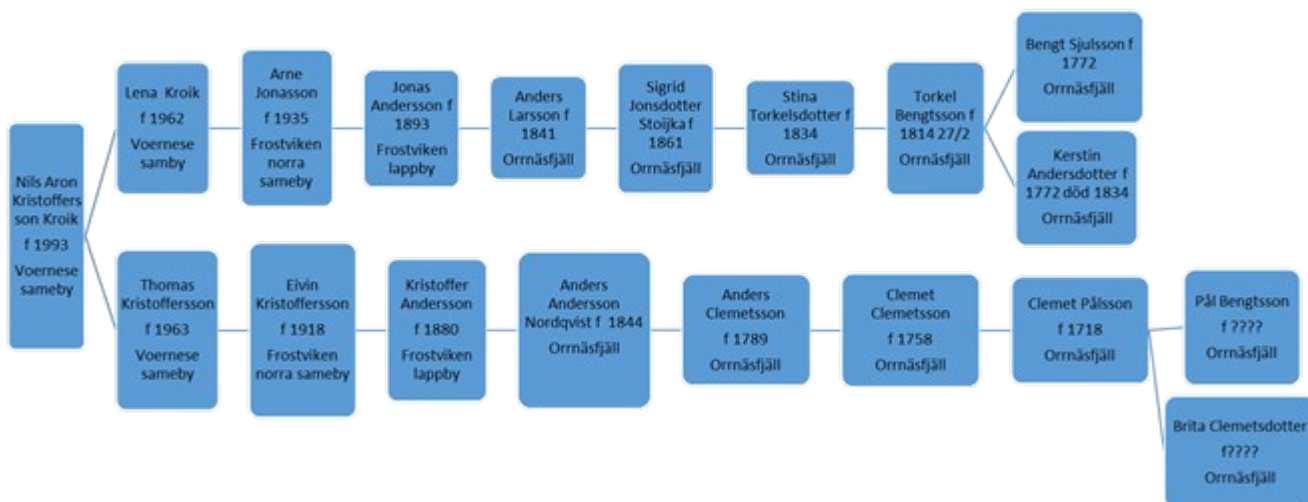 Nils Aron
Kristoffers
son Kroik
f 1993
Voernese
sameby
Lena Kroik
f 1962
Voernese
samby
Arne
Jonasson
f 1935
Frostviken
norra
sameby
Jonas
Andersson f
1893
Frostviken
lappby
Anders
Larsson f
1841
Orrnäsfjäll
Sigrid
Jonsdotter
Stoijka f
1861
Orrnäsfjäll
Stina
Torkelsdotter f
1834
Orrnäsfjäll
Torkel
Bengtsson f
1814 27/2
Orrnäsfjäll
Bengt Sjulsson f
1772
Orrnäsfjäll
Kerstin
Andersdotter f
1772 död 1834
Orrnäsfjäll
Thomas
Kristoffersson
f 1963
Voernese
sameby
Eivin
Kristoffersson
f 1918
Frostviken
norra sameby
Kristoffer
Andersson
f 1880
Frostviken
lappby
Anders
Andersson
Nordqvist f 1844
Orrnäsfjäll
Anders
Clemetsson
f 1789
Orrnäsfjäll
Clemet
Clemetsson
f 1758
Orrnäsfjäll
Clemet Pålsson
f 1718
Orrnäsfjäll
Pål Bengtsson
f ????
Orrnäsfjäll
Brita Clemetsdotter
f????
Orrnäsfjäll